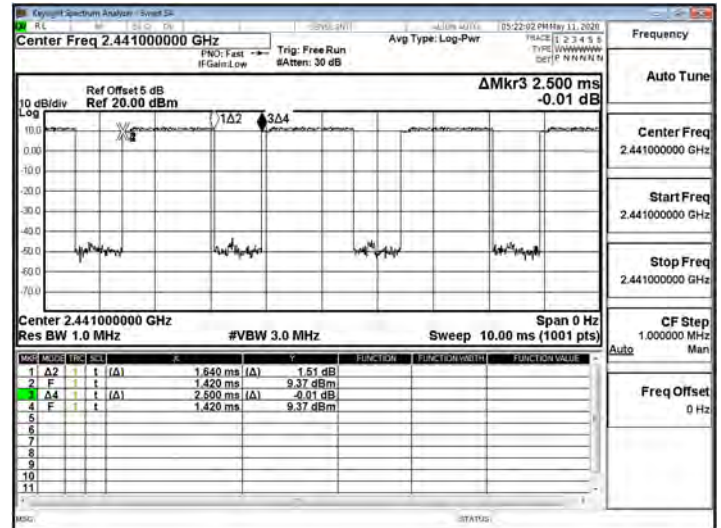 Keysight Spectrum Analyzer - Swept SA
RL
05:22:02 PM May 11, 2020
Frequency
Center Freq 2.441000000 GHz
PNO: Fast
IFGain:Low
Trig: Free Run
#Atten: 30 dB
Avg Type: Log-Pwr
TRACE 1 2 3 4 5 6
TYPE WWWWWW
DET P NNNNN
Auto Tune
ΔMkr3 2.500 ms
-0.01 dB
Ref Offset 5 dB
Ref 20.00 dBm
10 dB/div
Log
1Δ2
3Δ4
10.0
0.00
-10.0
-20.0
-30.0
-40.0
-50.0
-60.0
-70.0
Center Freq
2.441000000 GHz
Start Freq
2.441000000 GHz
Stop Freq
2.441000000 GHz
Center 2.441000000 GHz
Span 0 Hz
Res BW 1.0 MHz
#VBW 3.0 MHz
Sweep 10.00 ms (1001 pts)
CF Step
1.000000 MHz
Auto Man
MKR MODE TRC SCL X Y FUNCTION FUNCTION WIDTH FUNCTION VALUE
1 Δ2 1 t (Δ) 1.640 ms (Δ) 1.51 dB
2 F 1 t 1.420 ms 9.37 dBm
3 Δ4 1 t (Δ) 2.500 ms (Δ) -0.01 dB
4 F 1 t 1.420 ms 9.37 dBm
5
6
7
8
9
10
11
Freq Offset
0 Hz
MSG
STATUS